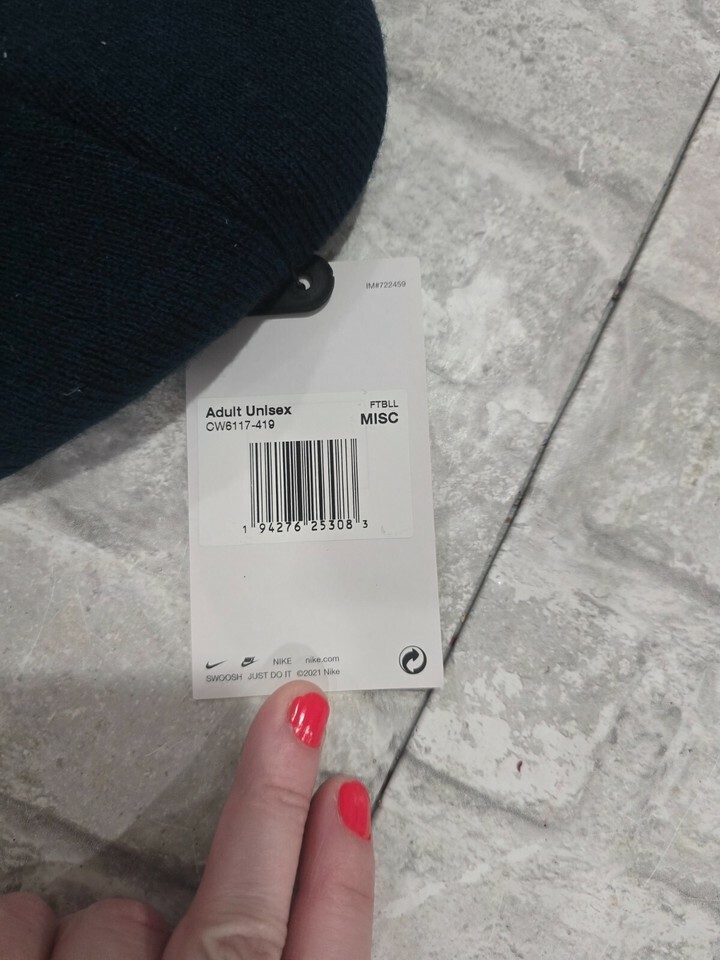 IM#722459
Adult Unisex
FTBLL
CW6117-419
MISC
1 94276 25308 3
NIKE nike.com
SWOOSH JUST DO IT ©2021 Nike